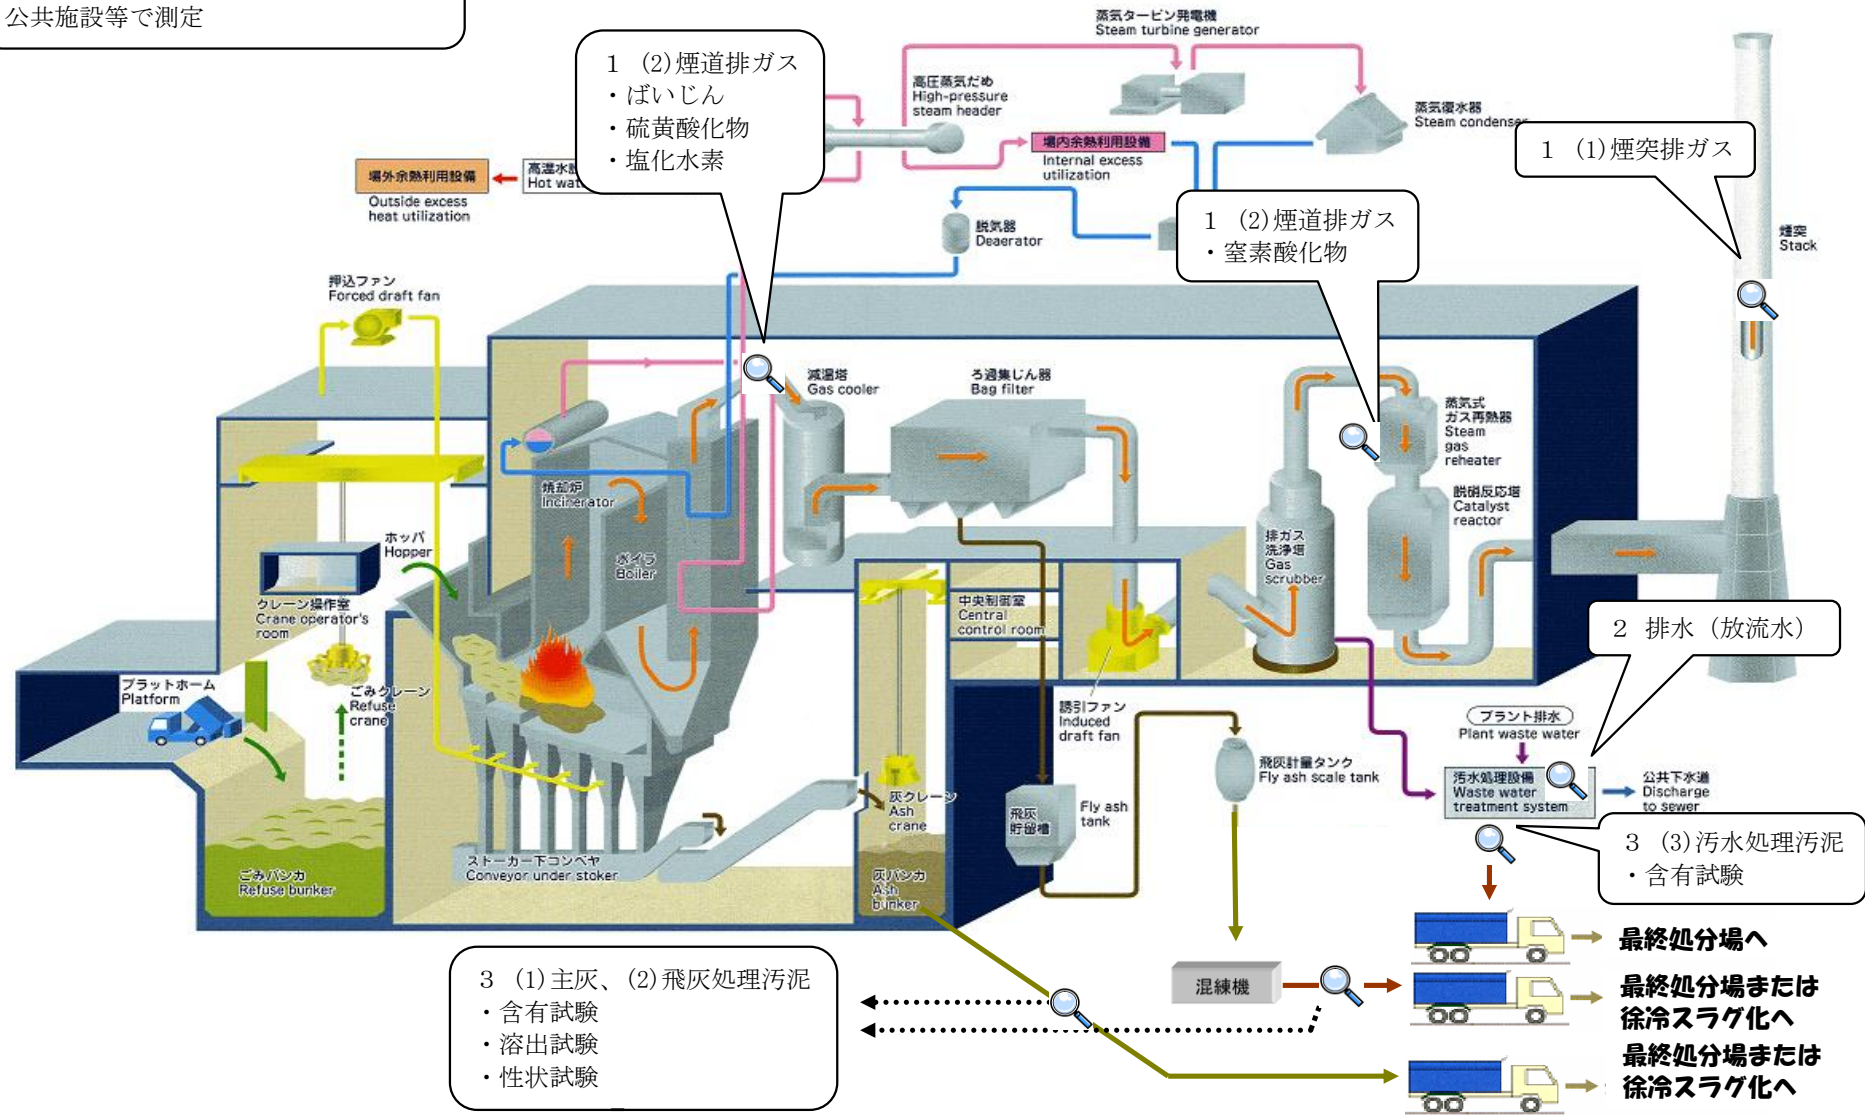 公共施設等で測定
1 (2)煙道排ガス
・ばいじん
・硫黄酸化物
・塩化水素
蒸気タービン発電機
Steam turbine generator
高圧蒸気だめ
High-pressure
steam header
蒸気復水器
Steam condenser
場内余熱利用設備
Internal excess
utilization
1 (1)煙突排ガス
場外余熱利用設備
Outside excess
heat utilization
高温水
Hot
脱気器
Deaerator
1 (2)煙道排ガス
・窒素酸化物
煙突
Stack
押込ファン
Forced draft fan
減温塔
Gas cooler
ろ過集じん器
Bag filter
蒸気式
ガス再熱器
Steam
gas
reheater
焼却炉
Incinerator
脱硝反応塔
Catalyst
reactor
ホッパ
Hopper
ボイラ
Boiler
排ガス
洗浄塔
Gas
scrubber
クレーン操作室
Crane operator's
room
中央制御室
Central
control room
2 排水（放流水）
プラットホーム
Platform
ごみクレーン
Refuse
crane
誘引ファン
Induced
draft fan
プラント排水
Plant waste water
飛灰計量タンク
Fly ash scale tank
汚水処理設備
Waste water
treatment system
公共下水道
Discharge
to sewer
灰クレーン
Ash
crane
飛灰
貯留槽
Fly ash
tank
3 (3)汚水処理汚泥
・含有試験
ストーカー下コンベヤ
Conveyor under stoker
ごみバンカ
Refuse bunker
灰バンカ
Ash
bunker
3 (1)主灰、(2)飛灰処理汚泥
・含有試験
・溶出試験
・性状試験
混練機
最終処分場へ
最終処分場または
徐冷スラグ化へ
最終処分場または
徐冷スラグ化へ